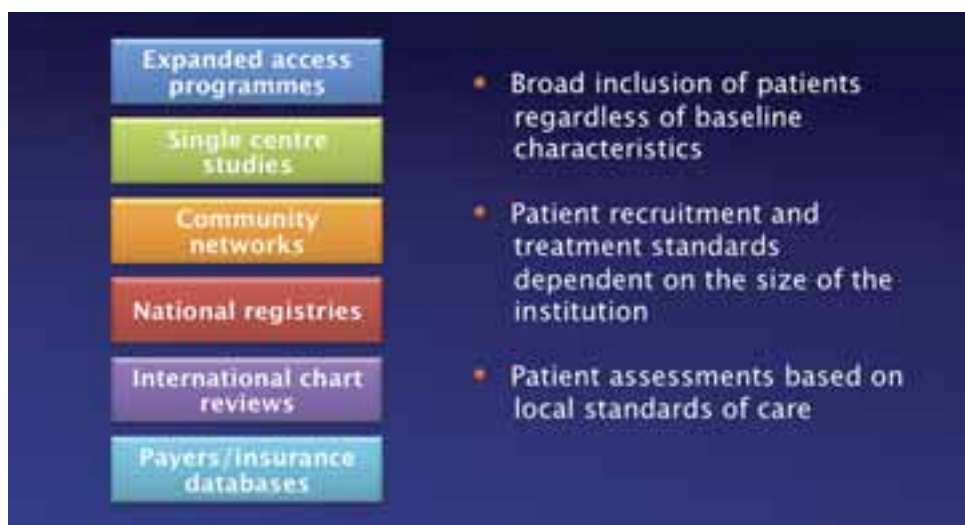 Expanded access
programmes
Single centre
studies
Community
networks
National registries
International chart
reviews
Payers/insurance
databases
• Broad inclusion of patients
regardless of baseline
characteristics
• Patient recruitment and
treatment standards
dependent on the size of the
institution
• Patient assessments based on
local standards of care